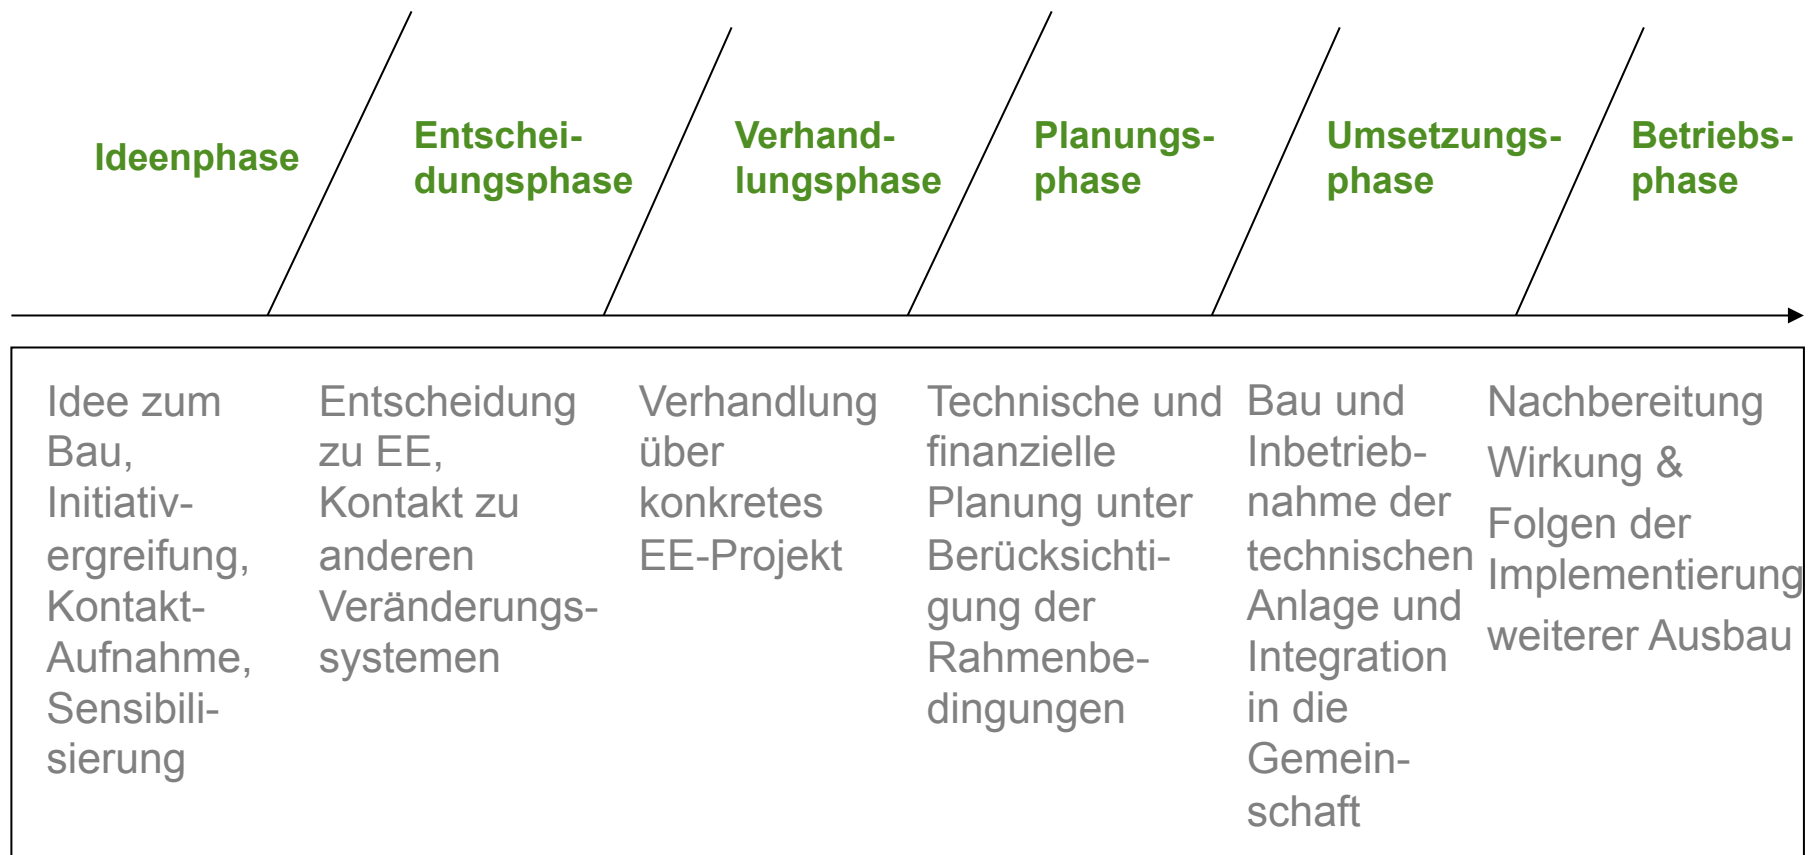 Ideenphase
Entschei-
dungsphase
Verhand-
lungsphase
Planungs-
phase
Umsetzungs-
phase
Betriebs-
phase
Idee zum
Bau,
Initiativ-
ergreifung,
Kontakt-
Aufnahme,
Sensibili-
sierung
Entscheidung
zu EE,
Kontakt zu
anderen
Veränderungs-
systemen
Verhandlung
über
konkretes
EE-Projekt
Technische und
finanzielle
Planung unter
Berücksichti-
gung der
Rahmenbe-
dingungen
Bau und
Inbetrieb-
nahme der
technischen
Anlage und
Integration
in die
Gemein-
schaft
Nachbereitung
Wirkung &
Folgen der
Implementierung
weiterer Ausbau